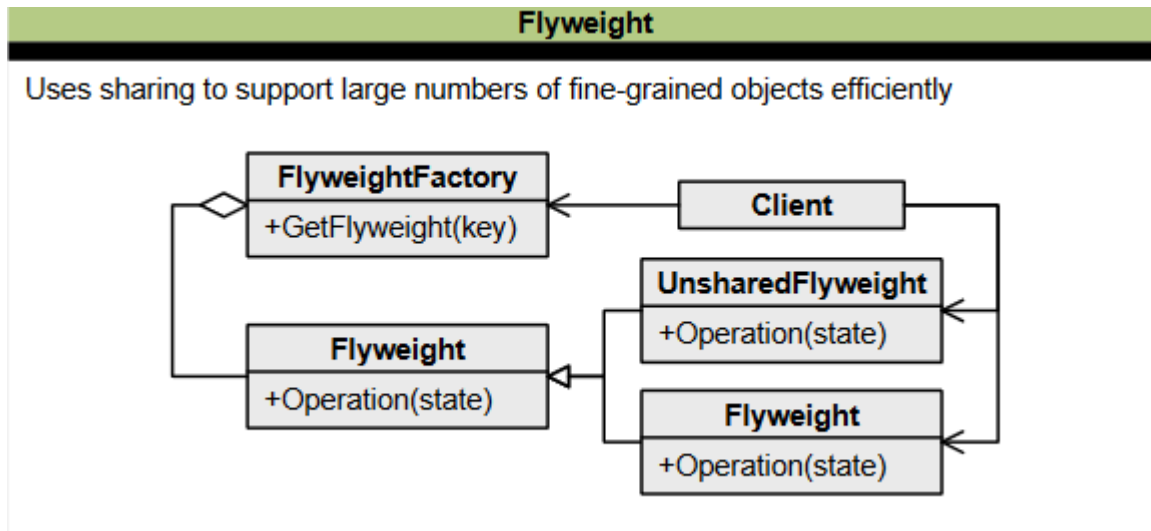 Flyweight
Uses sharing to support large numbers of fine-grained objects efficiently
FlyweightFactory
+GetFlyweight(key)
Client
UnsharedFlyweight
+Operation(state)
Flyweight
+Operation(state)
Flyweight
+Operation(state)